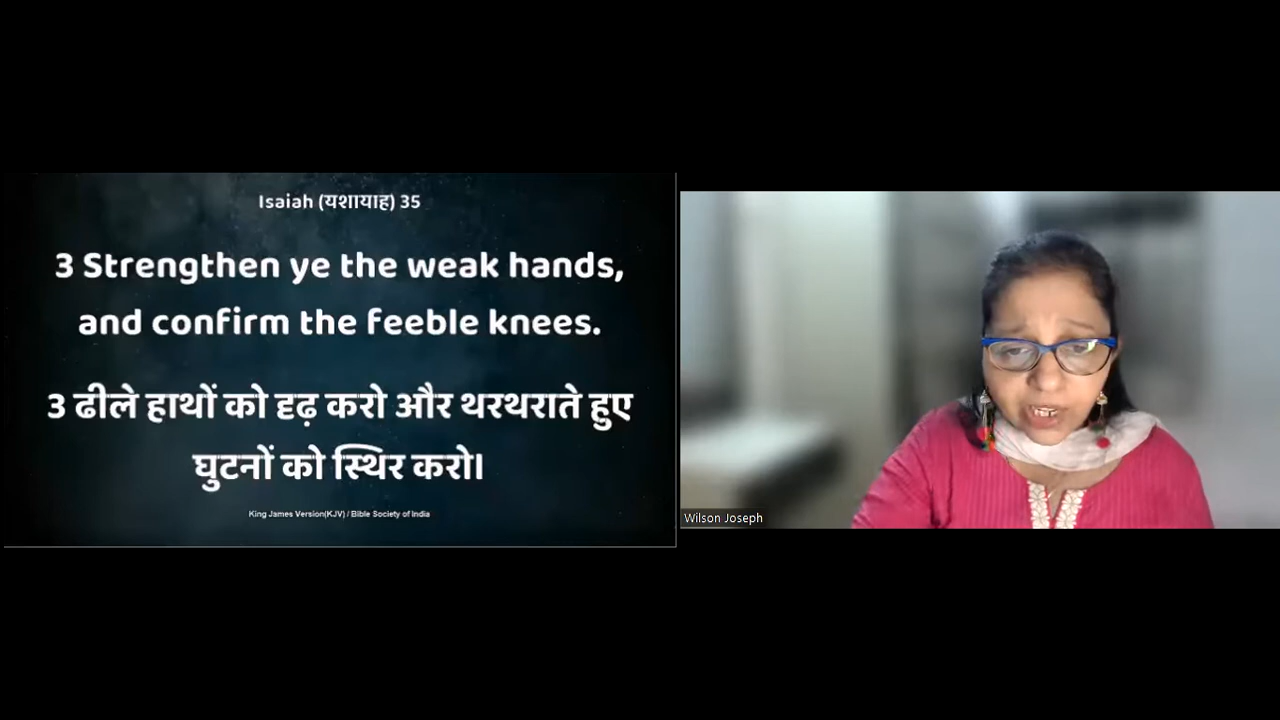 Isaiah (यशायाह) 35
3 Strengthen ye the weak hands,
and confirm the feeble knees.
3 ढीले हाथों को दृढ़ करो और थरथराते हुए
घुटनों को स्थिर करो।
King James Version(KJV) / Bible Society of India
Wilson Joseph